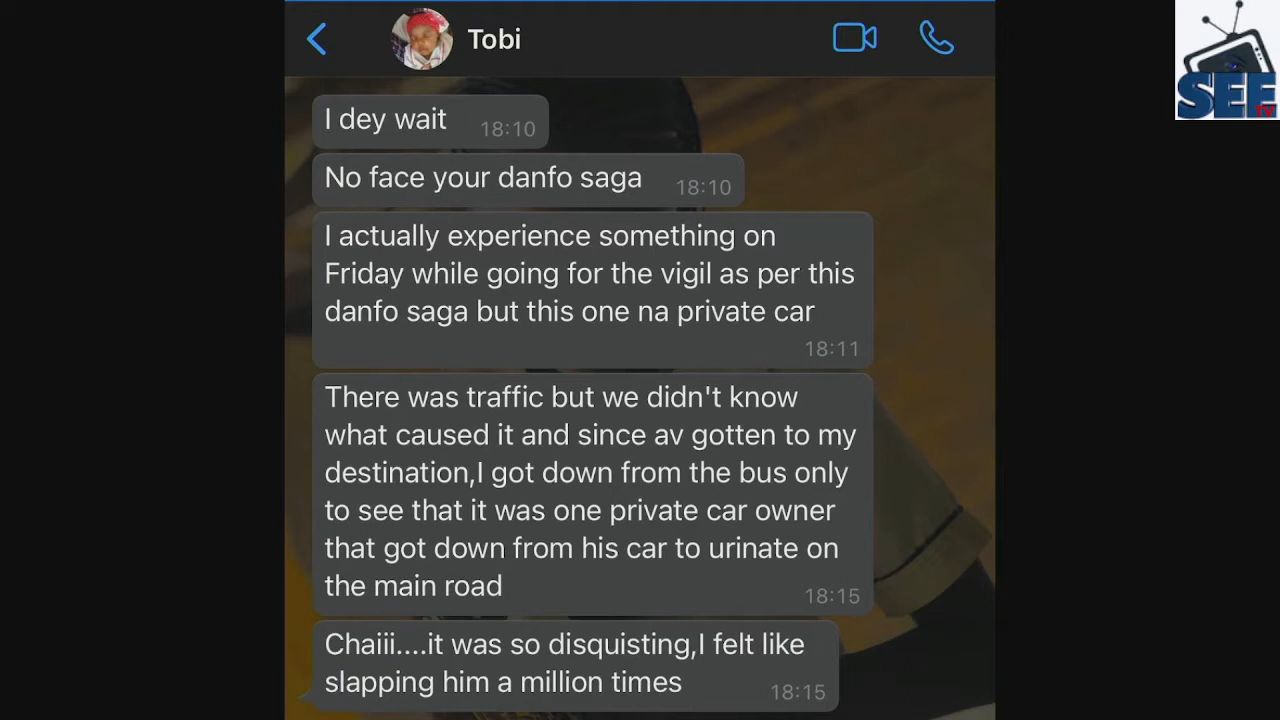 Tobi
SEE
TV
I dey wait
18:10
No face your danfo saga
18:10
I actually experience something on
Friday while going for the vigil as per this
danfo saga but this one na private car
18:11
There was traffic but we didn't know
what caused it and since av gotten to my
destination,I got down from the bus only
to see that it was one private car owner
that got down from his car to urinate on
the main road
18:15
Chaiii....it was so disquisting,I felt like
slapping him a million times
18:15